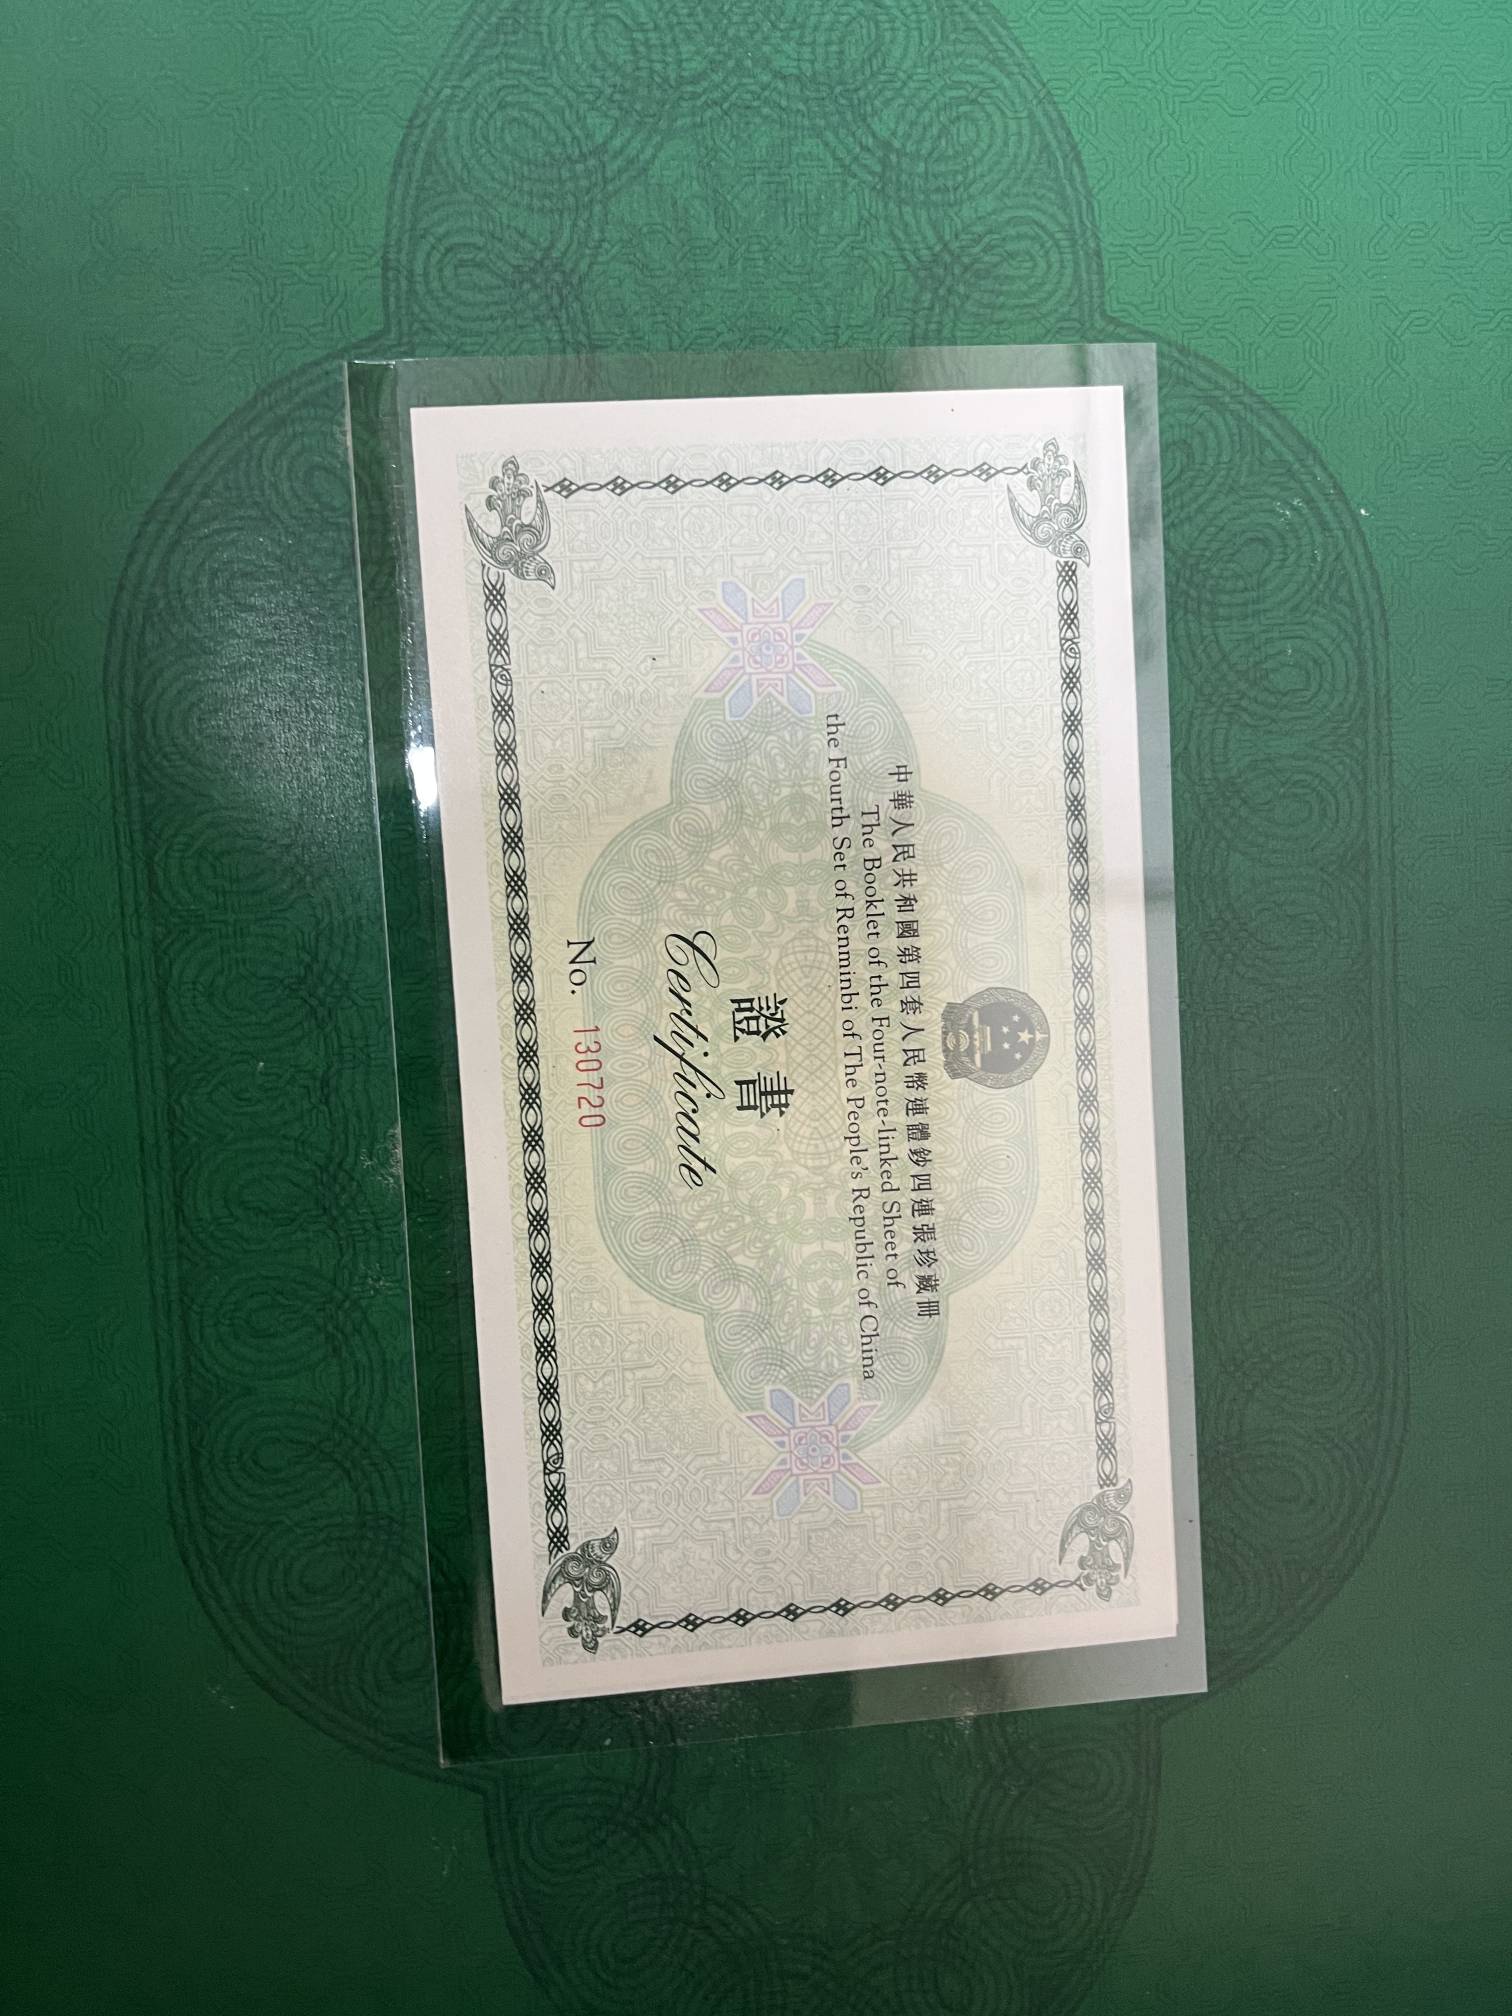 中華人民共和國第四套人民幣連體鈔四連張珍藏冊
The Booklet of the Four-note-linked Sheet of
the Fourth Set of Renminbi of The People's Republic of China
證書
Certificate
No. 130720